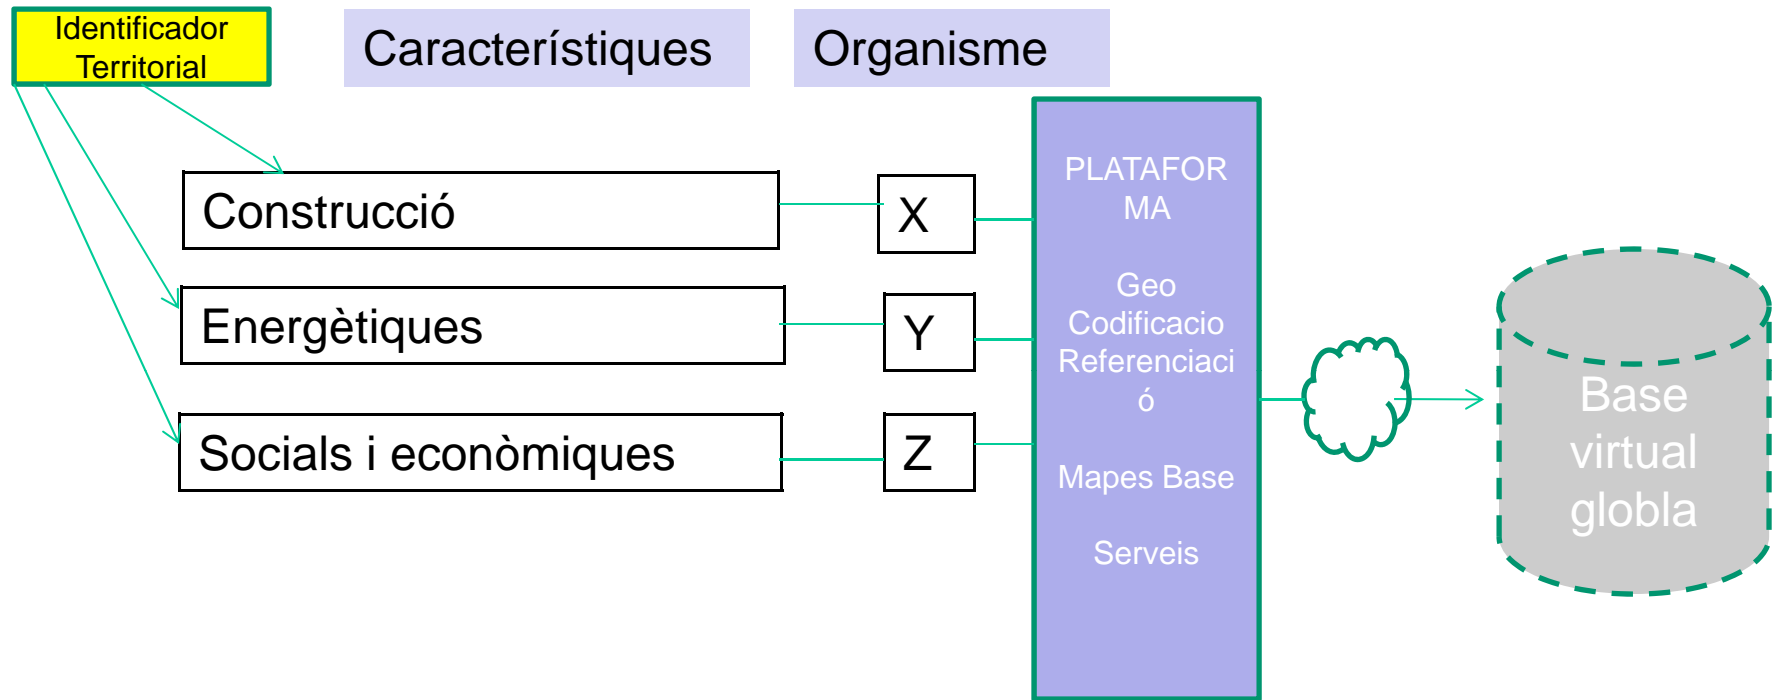 Identificador
Territorial
Característiques
Organisme
Construcció
X
Energètiques
Y
Socials i econòmiques
Z
PLATAFOR
MA
Geo
Codificacio
Referenciaci
ó
Mapes Base
Serveis
Base
virtual
globla